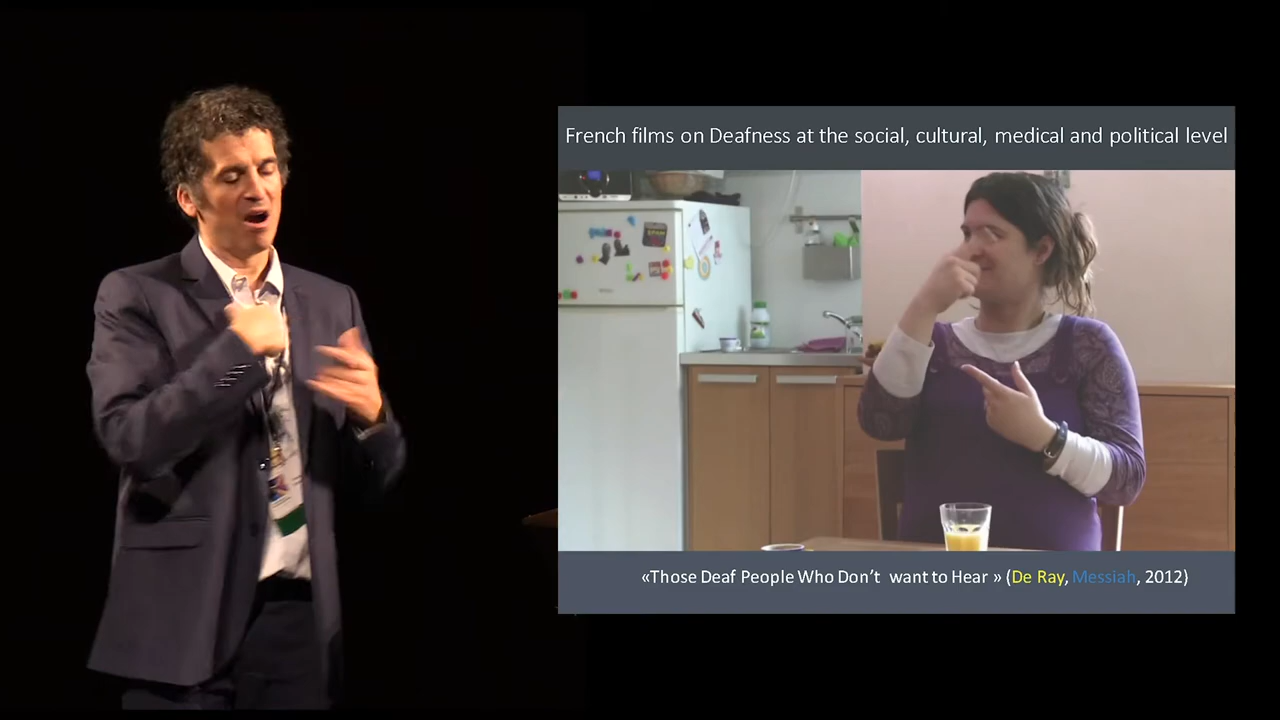 French films on Deafness at the social, cultural, medical and political level
«Those Deaf People Who Don’t want to Hear » (De Ray, Messiah, 2012)